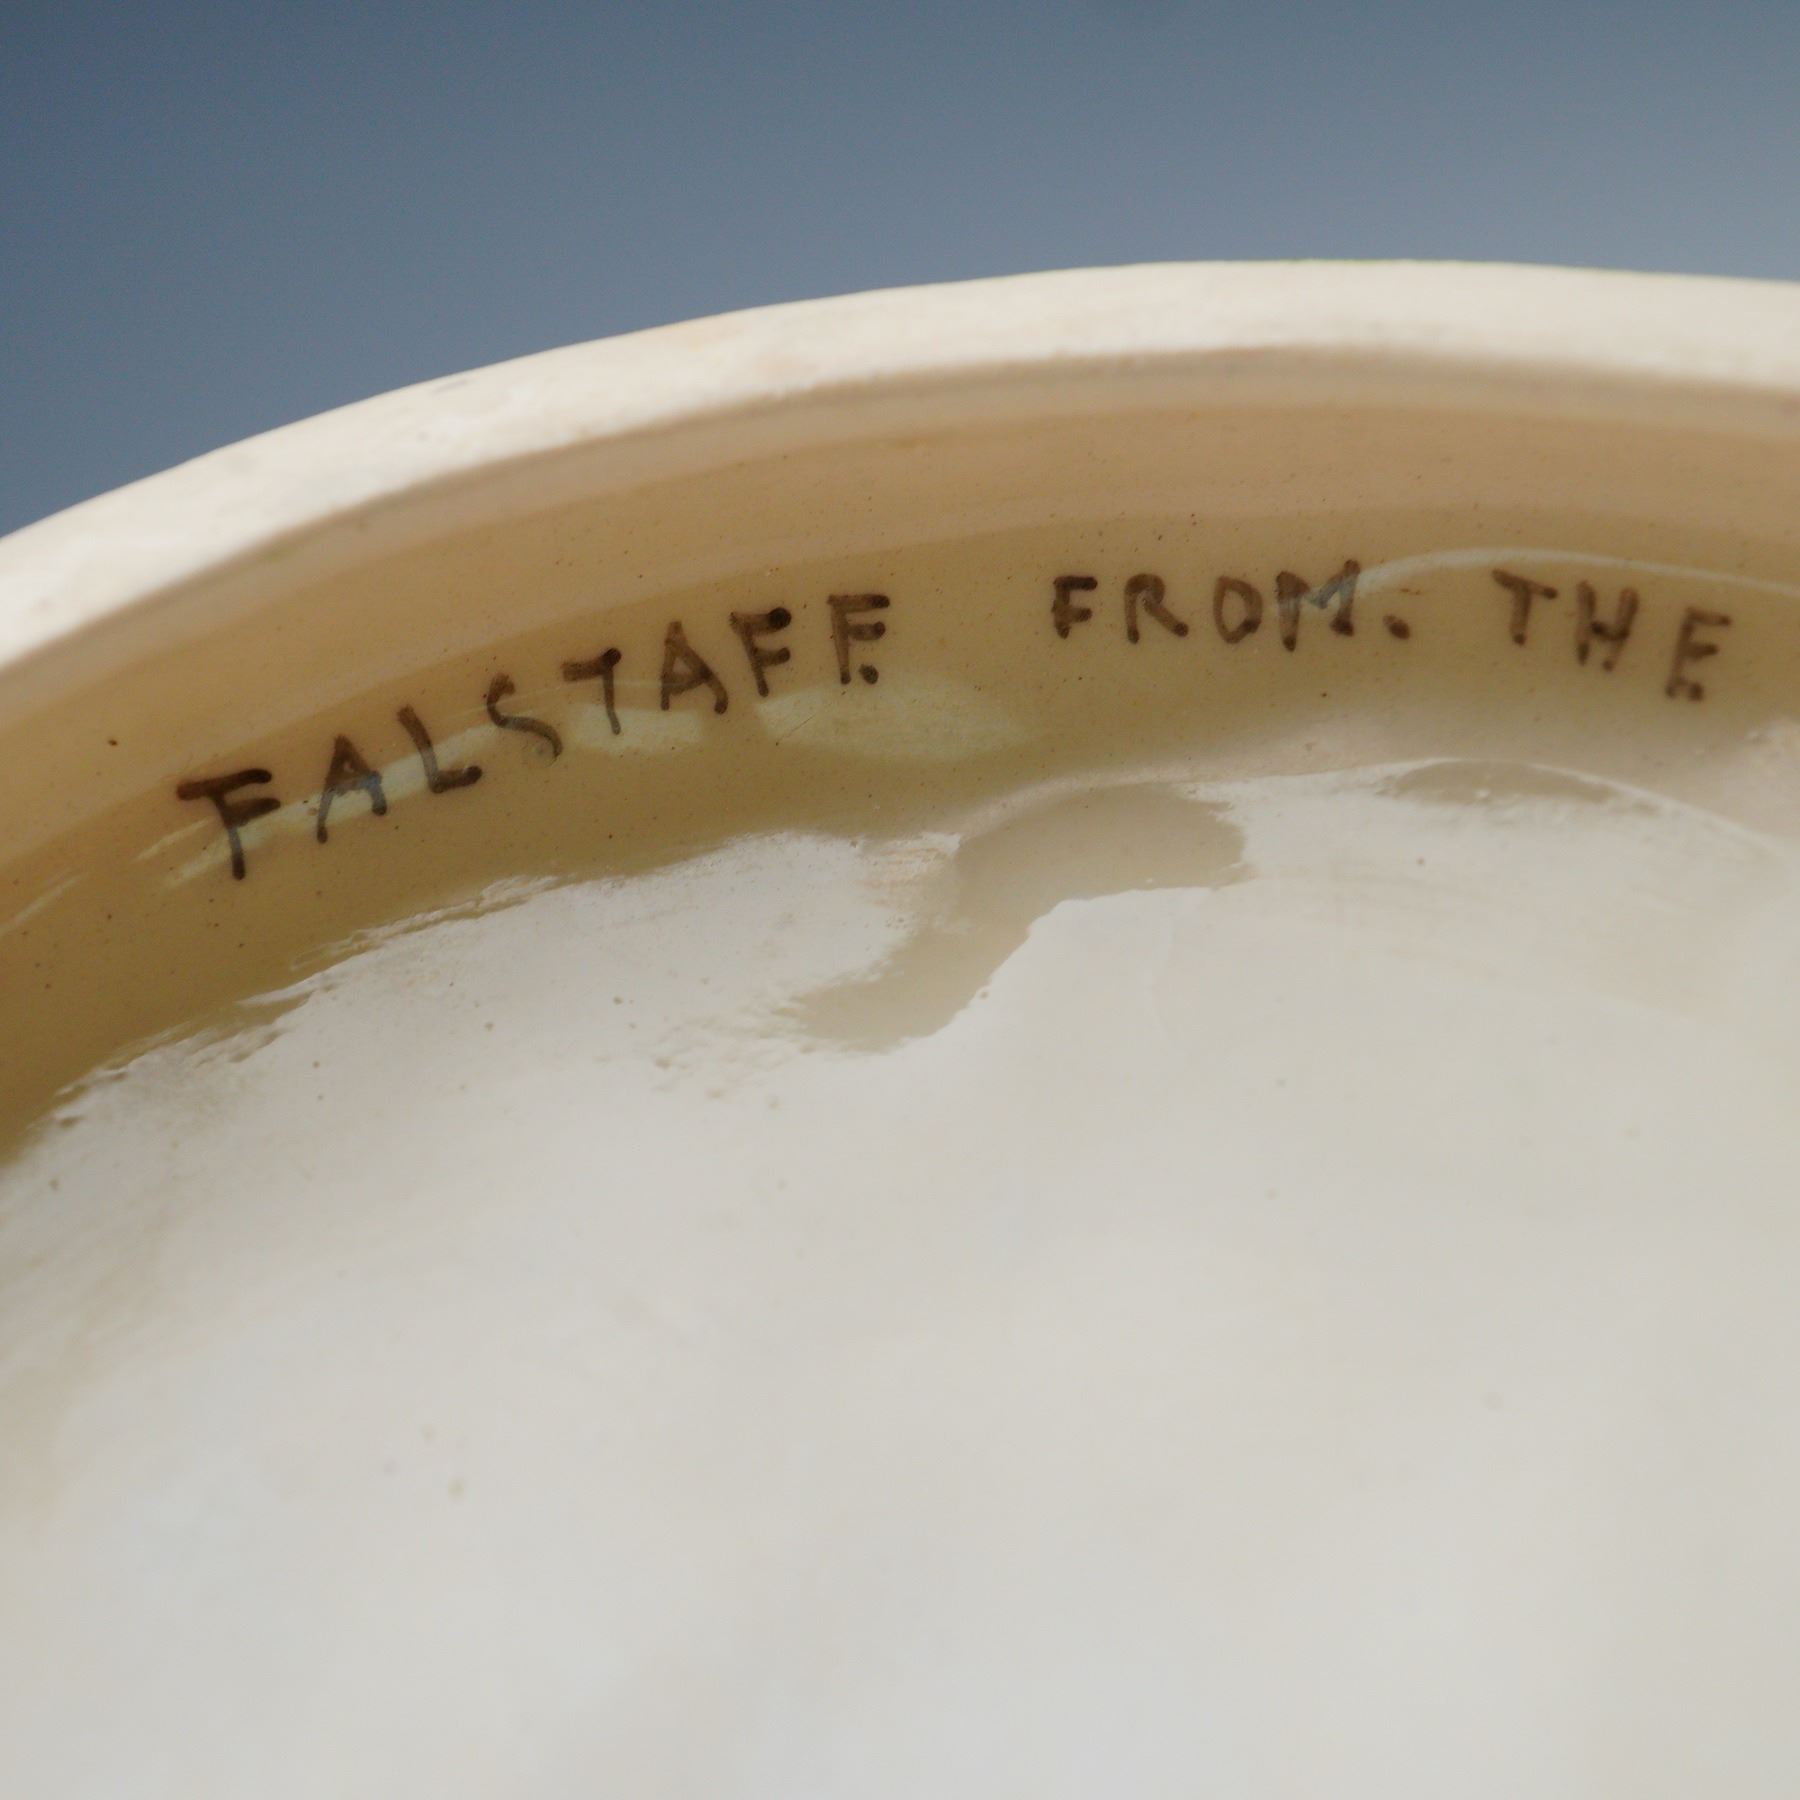 FALSTAFF. FROM. THE